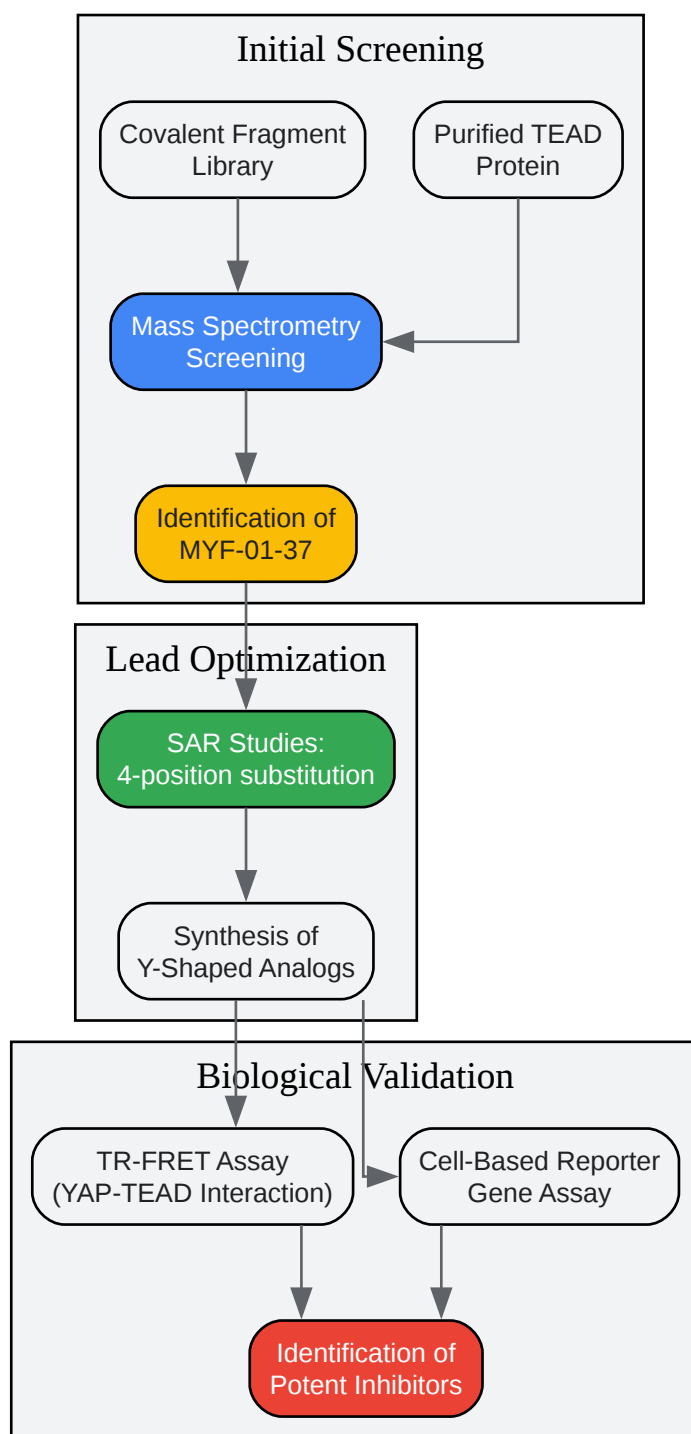 Initial Screening
Covalent Fragment
Library
Purified TEAD
Protein
Mass Spectrometry
Screening
Identification of
MYF-01-37
Lead Optimization
SAR Studies:
4-position substitution
Synthesis of
Y-Shaped Analogs
Biological Validation
TR-FRET Assay
(YAP-TEAD Interaction)
Cell-Based Reporter
Gene Assay
Identification of
Potent Inhibitors